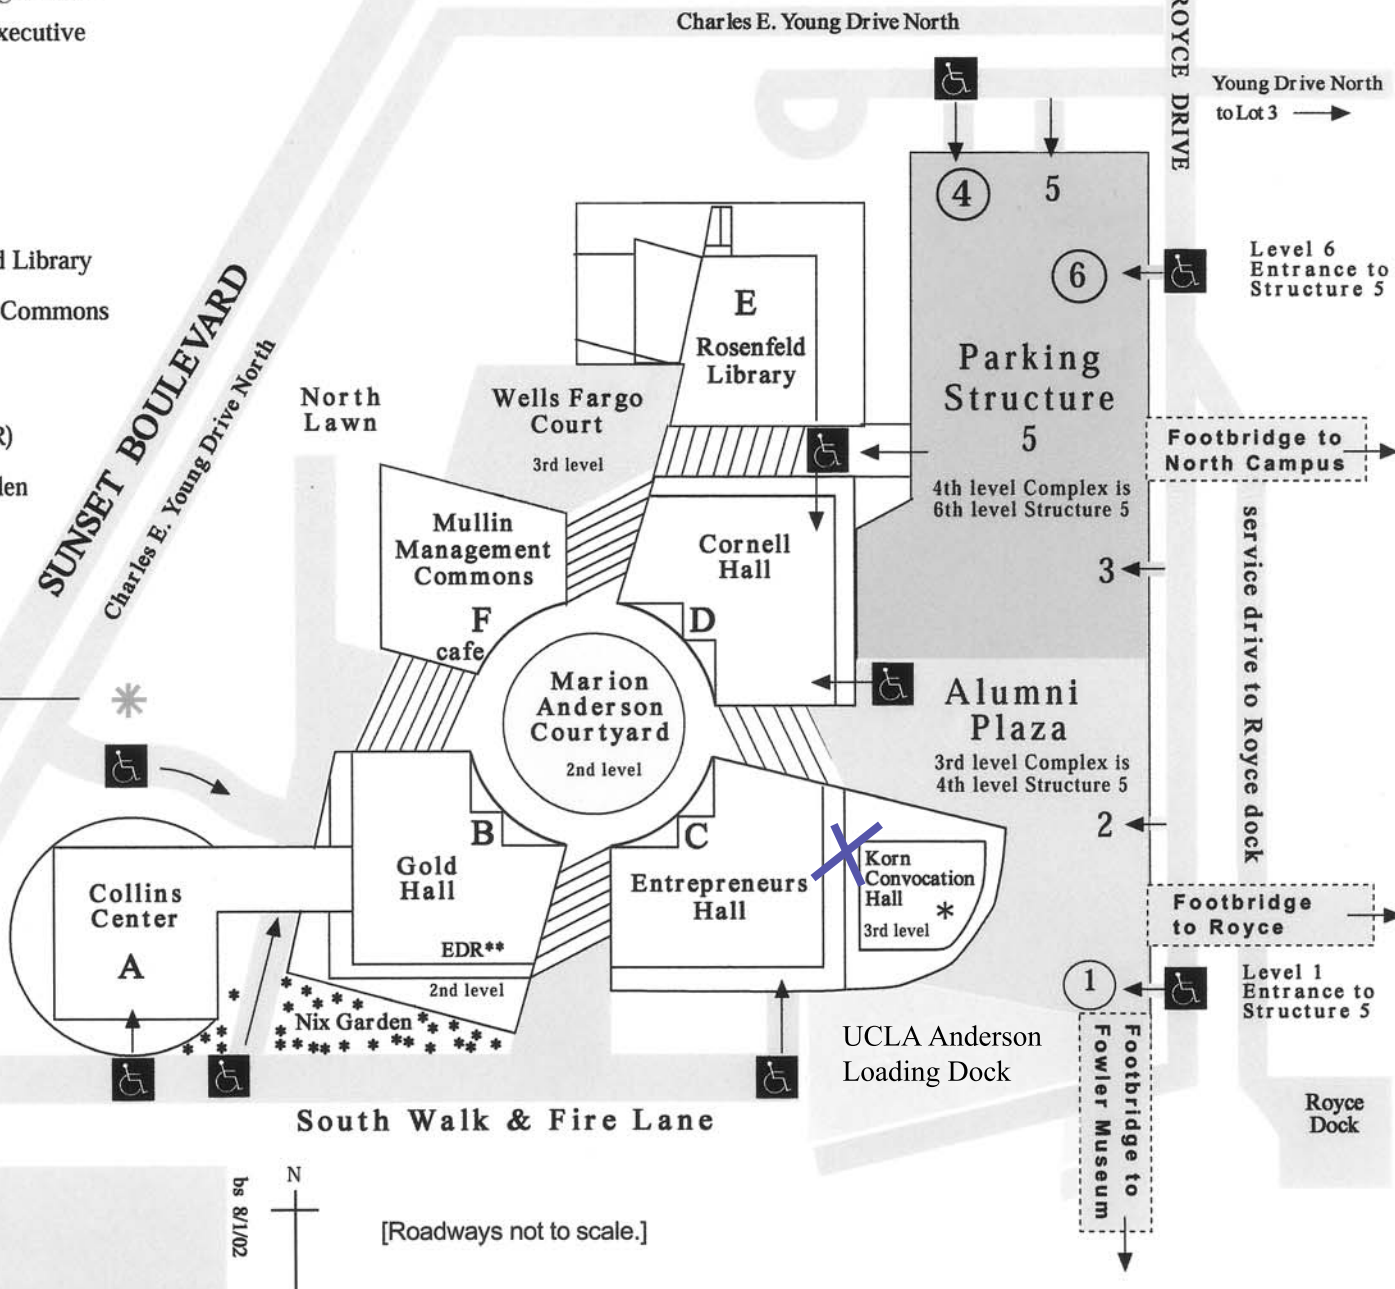 xecutive
Library
Commons
R)
Charles E. Young Drive North
ROYCE DRIVE
Young Drive North
to Lot 3
4
5
6
Level 6
Entrance to
Structure 5
SUNSET BOULEVARD
Charles E. Young Drive North
North
Lawn
E
Rosenfeld
Library
Wells Fargo
Court
3rd level
Parking
Structure
5
4th level Complex is
6th level Structure 5
Footbridge to
North Campus
Mullin
Management
Commons
F
cafe
Cornell
Hall
D
3
service drive to Royce dock
Marion
Anderson
Courtyard
2nd level
Alumni
Plaza
3rd level Complex is
4th level Structure 5
2
B
C
Gold
Hall
EDR**
2nd level
Entrepreneurs
Hall
Korn
Convocation
Hall *
3rd level
Footbridge
to Royce
Collins
Center
A
Nix Garden
1
Level 1
Entrance to
Structure 5
UCLA Anderson
Loading Dock
Footbridge to
Fowler Museum
Royce
Dock
South Walk & Fire Lane
N
bs 8/1/02
[Roadways not to scale.]